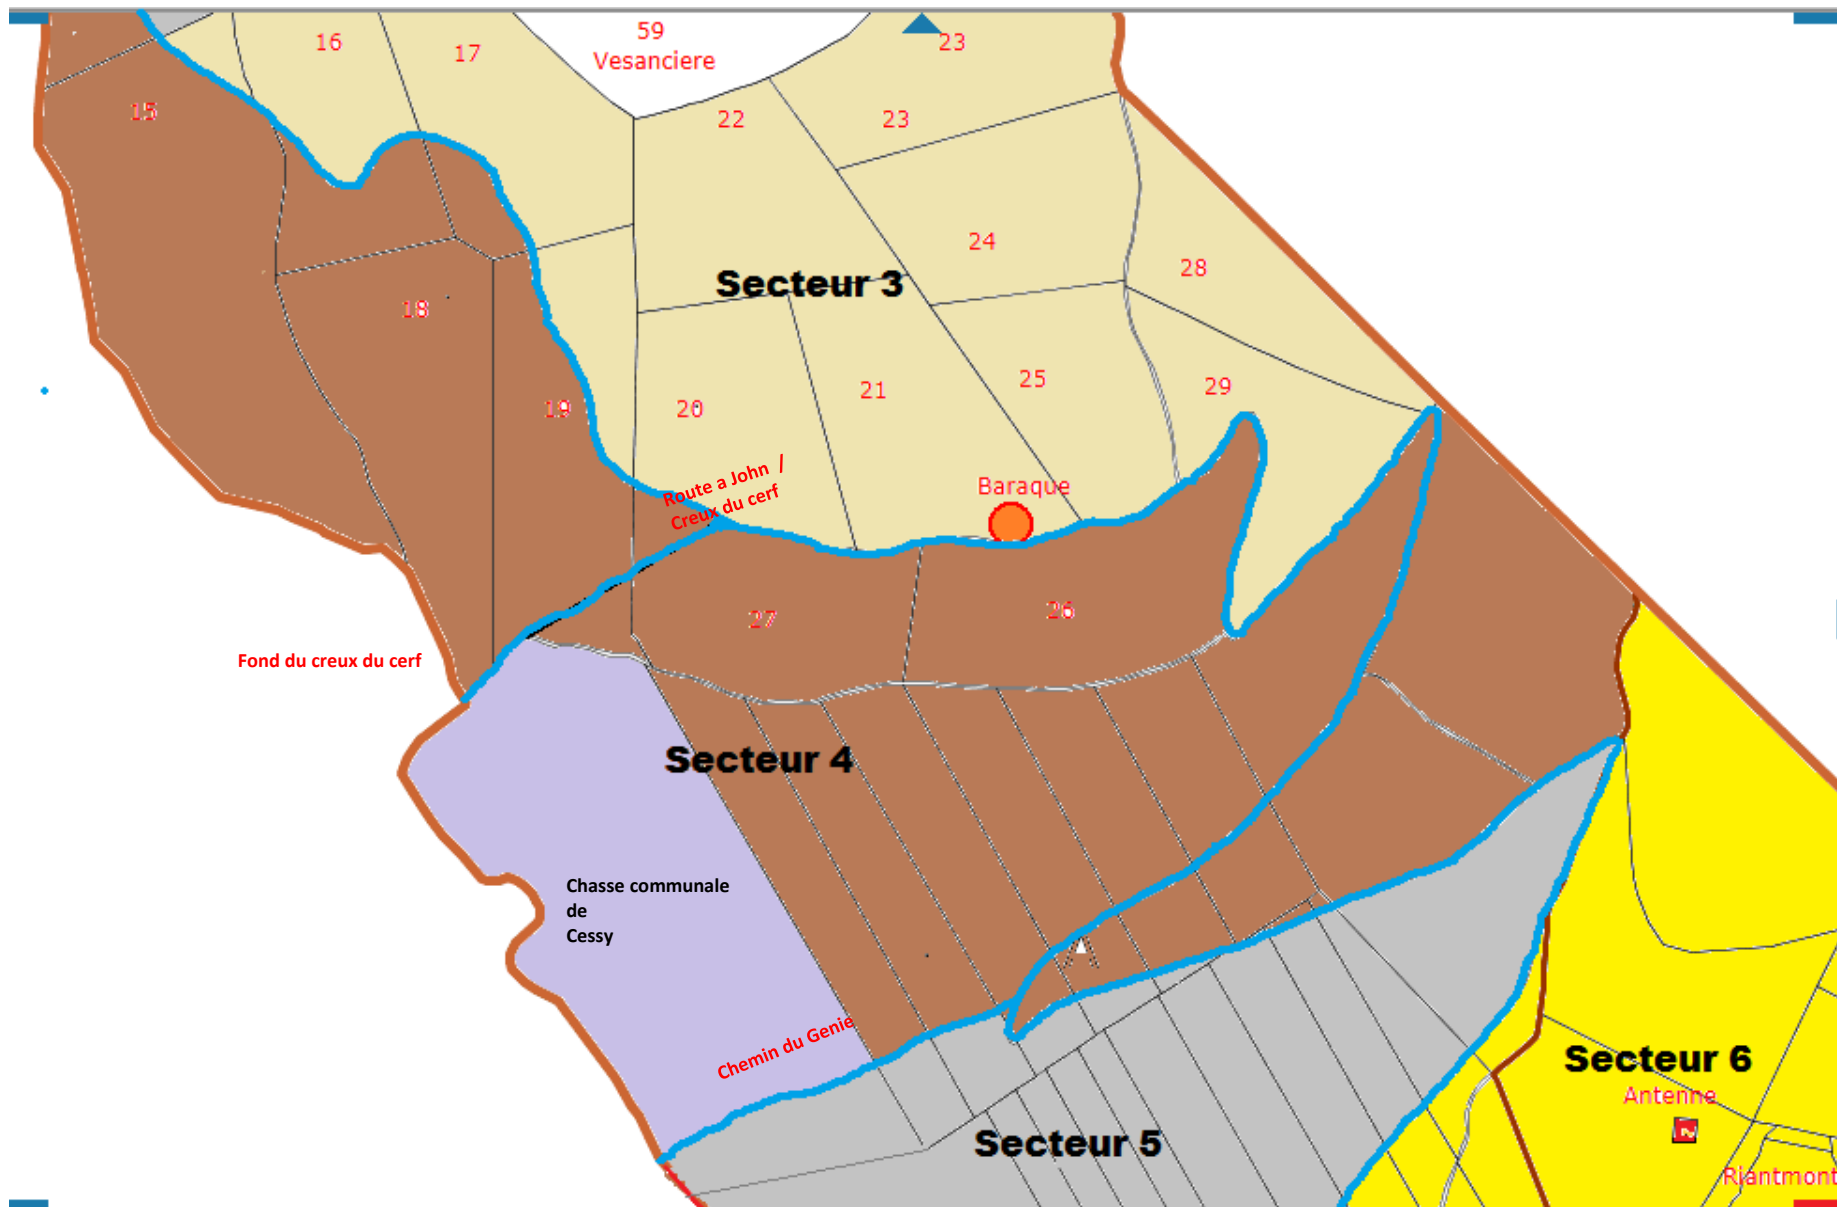 59
Vesanciere
16
17
23
15
22
23
24
28
Secteur 3
18
19
20
21
25
29
Route a John /
Creux du cerf
Baraque
27
26
Fond du creux du cerf
Secteur 4
Chasse communale
de
Cessy
Chemin du Genie
Secteur 5
Secteur 6
Antenne
Riantmont